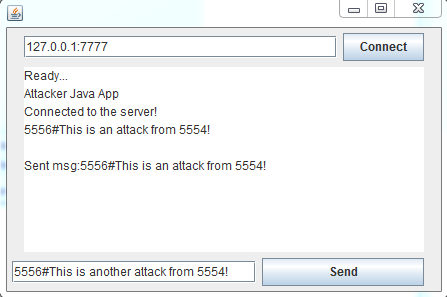 127.0.0.1:7777
Connect
Ready...
Attacker Java App
Connected to the server!
5556#This is an attack from 5554!
Sent msg:5556#This is an attack from 5554!
5556#This is another attack from 5554!
Send